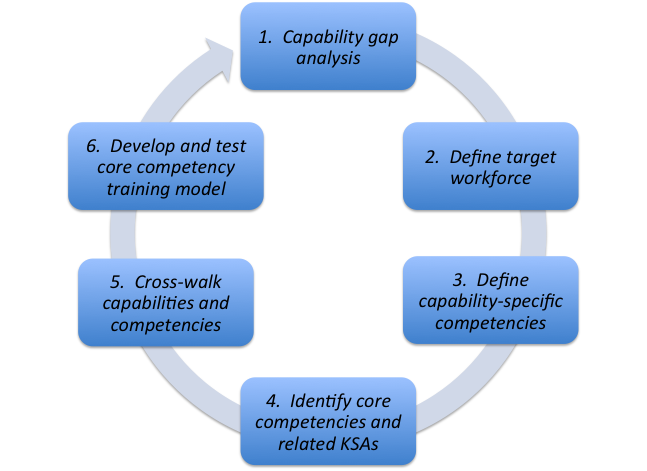 1. Capability gap
analysis
2. Define target
workforce
3. Define
capability-specific
competencies
4. Identify core
competencies and
related KSAs
5. Cross-walk
capabilities and
competencies
6. Develop and test
core competency
training model